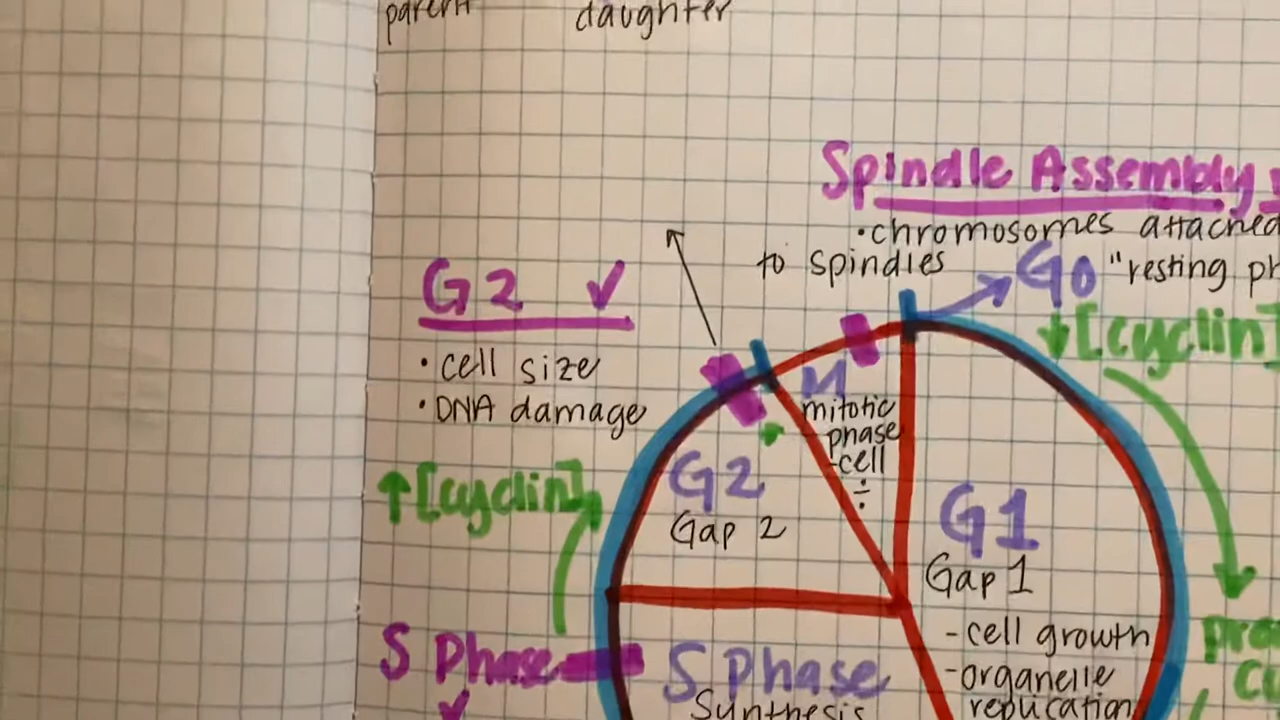 parent daughter
Spindle Assembly
• chromosomes attached
to spindles
G0 "resting
G2 ✓
• cell size
• DNA damage
↓[cyclin]
M
mitotic
phase
-cell
÷
↑[cyclin]
G2
Gap 2
G1
Gap 1
- cell growth
- organelle
replication
S Phase
✓
S Phase
Synthesis